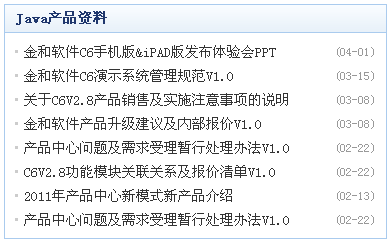 Java产品资料
金和软件C6手机版&iPAD版发布体验会PPT (04-01)
金和软件C6演示系统管理规范V1.0 (03-15)
关于C6V2.8产品销售及实施注意事项的说明 (03-08)
金和软件产品升级建议及内部报价V1.0 (03-08)
产品中心问题及需求受理暂行处理办法V1.0 (02-22)
C6V2.8功能模块关联关系及报价清单V1.0 (02-22)
2011年产品中心新模式新产品介绍 (02-13)
产品中心问题及需求受理暂行处理办法V1.0 (02-22)